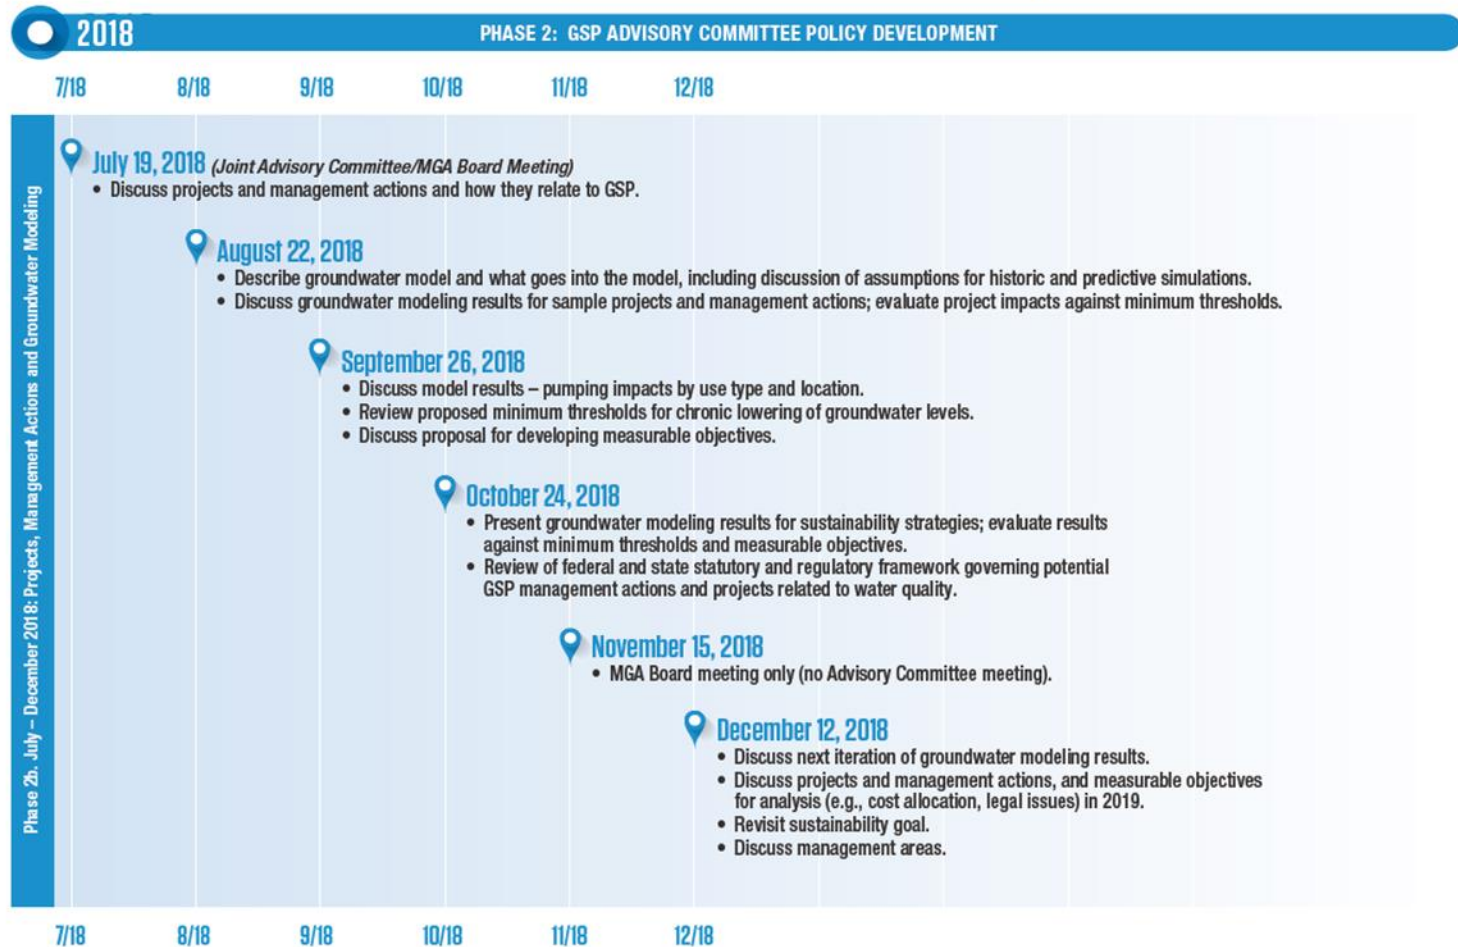 2018
PHASE 2: GSP ADVISORY COMMITTEE POLICY DEVELOPMENT
7/18 8/18 9/18 10/18 11/18 12/18
Phase 2b. July – December 2018: Projects, Management Actions and Groundwater Modeling
July 19, 2018 (Joint Advisory Committee/MGA Board Meeting)
• Discuss projects and management actions and how they relate to GSP.
August 22, 2018
• Describe groundwater model and what goes into the model, including discussion of assumptions for historic and predictive simulations.
• Discuss groundwater modeling results for sample projects and management actions; evaluate project impacts against minimum thresholds.
September 26, 2018
• Discuss model results – pumping impacts by use type and location.
• Review proposed minimum thresholds for chronic lowering of groundwater levels.
• Discuss proposal for developing measurable objectives.
October 24, 2018
• Present groundwater modeling results for sustainability strategies; evaluate results
against minimum thresholds and measurable objectives.
• Review of federal and state statutory and regulatory framework governing potential
GSP management actions and projects related to water quality.
November 15, 2018
• MGA Board meeting only (no Advisory Committee meeting).
December 12, 2018
• Discuss next iteration of groundwater modeling results.
• Discuss projects and management actions, and measurable objectives
for analysis (e.g., cost allocation, legal issues) in 2019.
• Revisit sustainability goal.
• Discuss management areas.
7/18 8/18 9/18 10/18 11/18 12/18